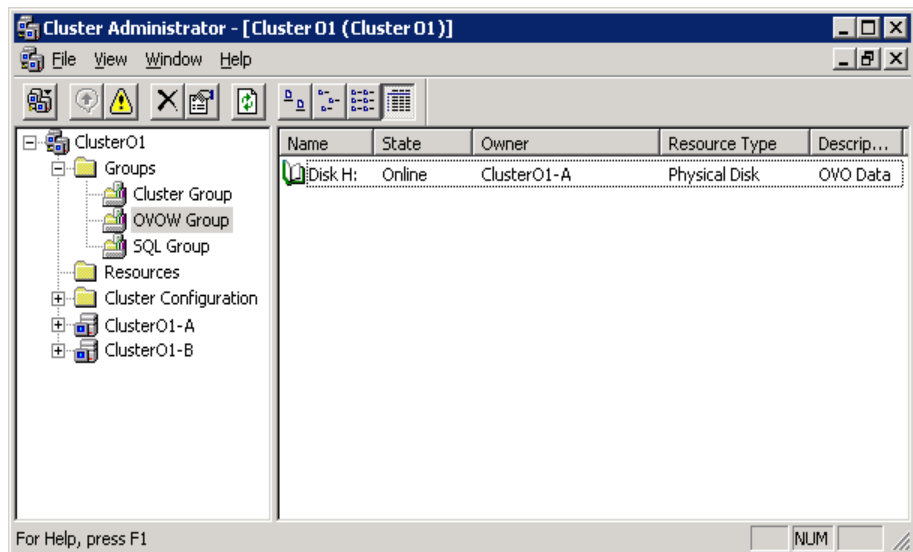 Cluster Administrator - [Cluster 01 (Cluster 01)]
File View Window Help
Cluster01
Groups
Cluster Group
OVOW Group
SQL Group
Resources
Cluster Configuration
Cluster01-A
Cluster01-B
Name State Owner Resource Type Descrip...
Disk H: Online Cluster01-A Physical Disk OVO Data
For Help, press F1
NUM